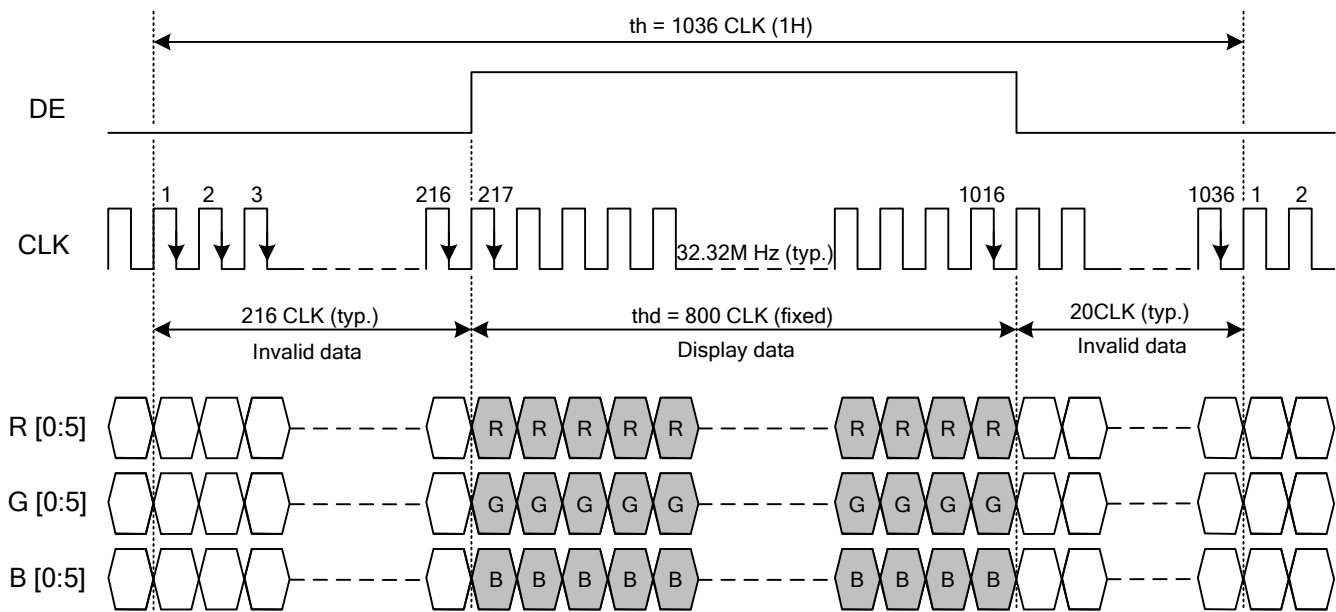 th = 1036 CLK (1H)
DE
1 2 3 216 217 1016 1036 1 2
CLK
32.32M Hz (typ.)
216 CLK (typ.) thd = 800 CLK (fixed) 20CLK (typ.)
Invalid data Display data Invalid data
R [0:5] R R R R R R R R R
G [0:5] G G G G G G G G G
B [0:5] B B B B B B B B B